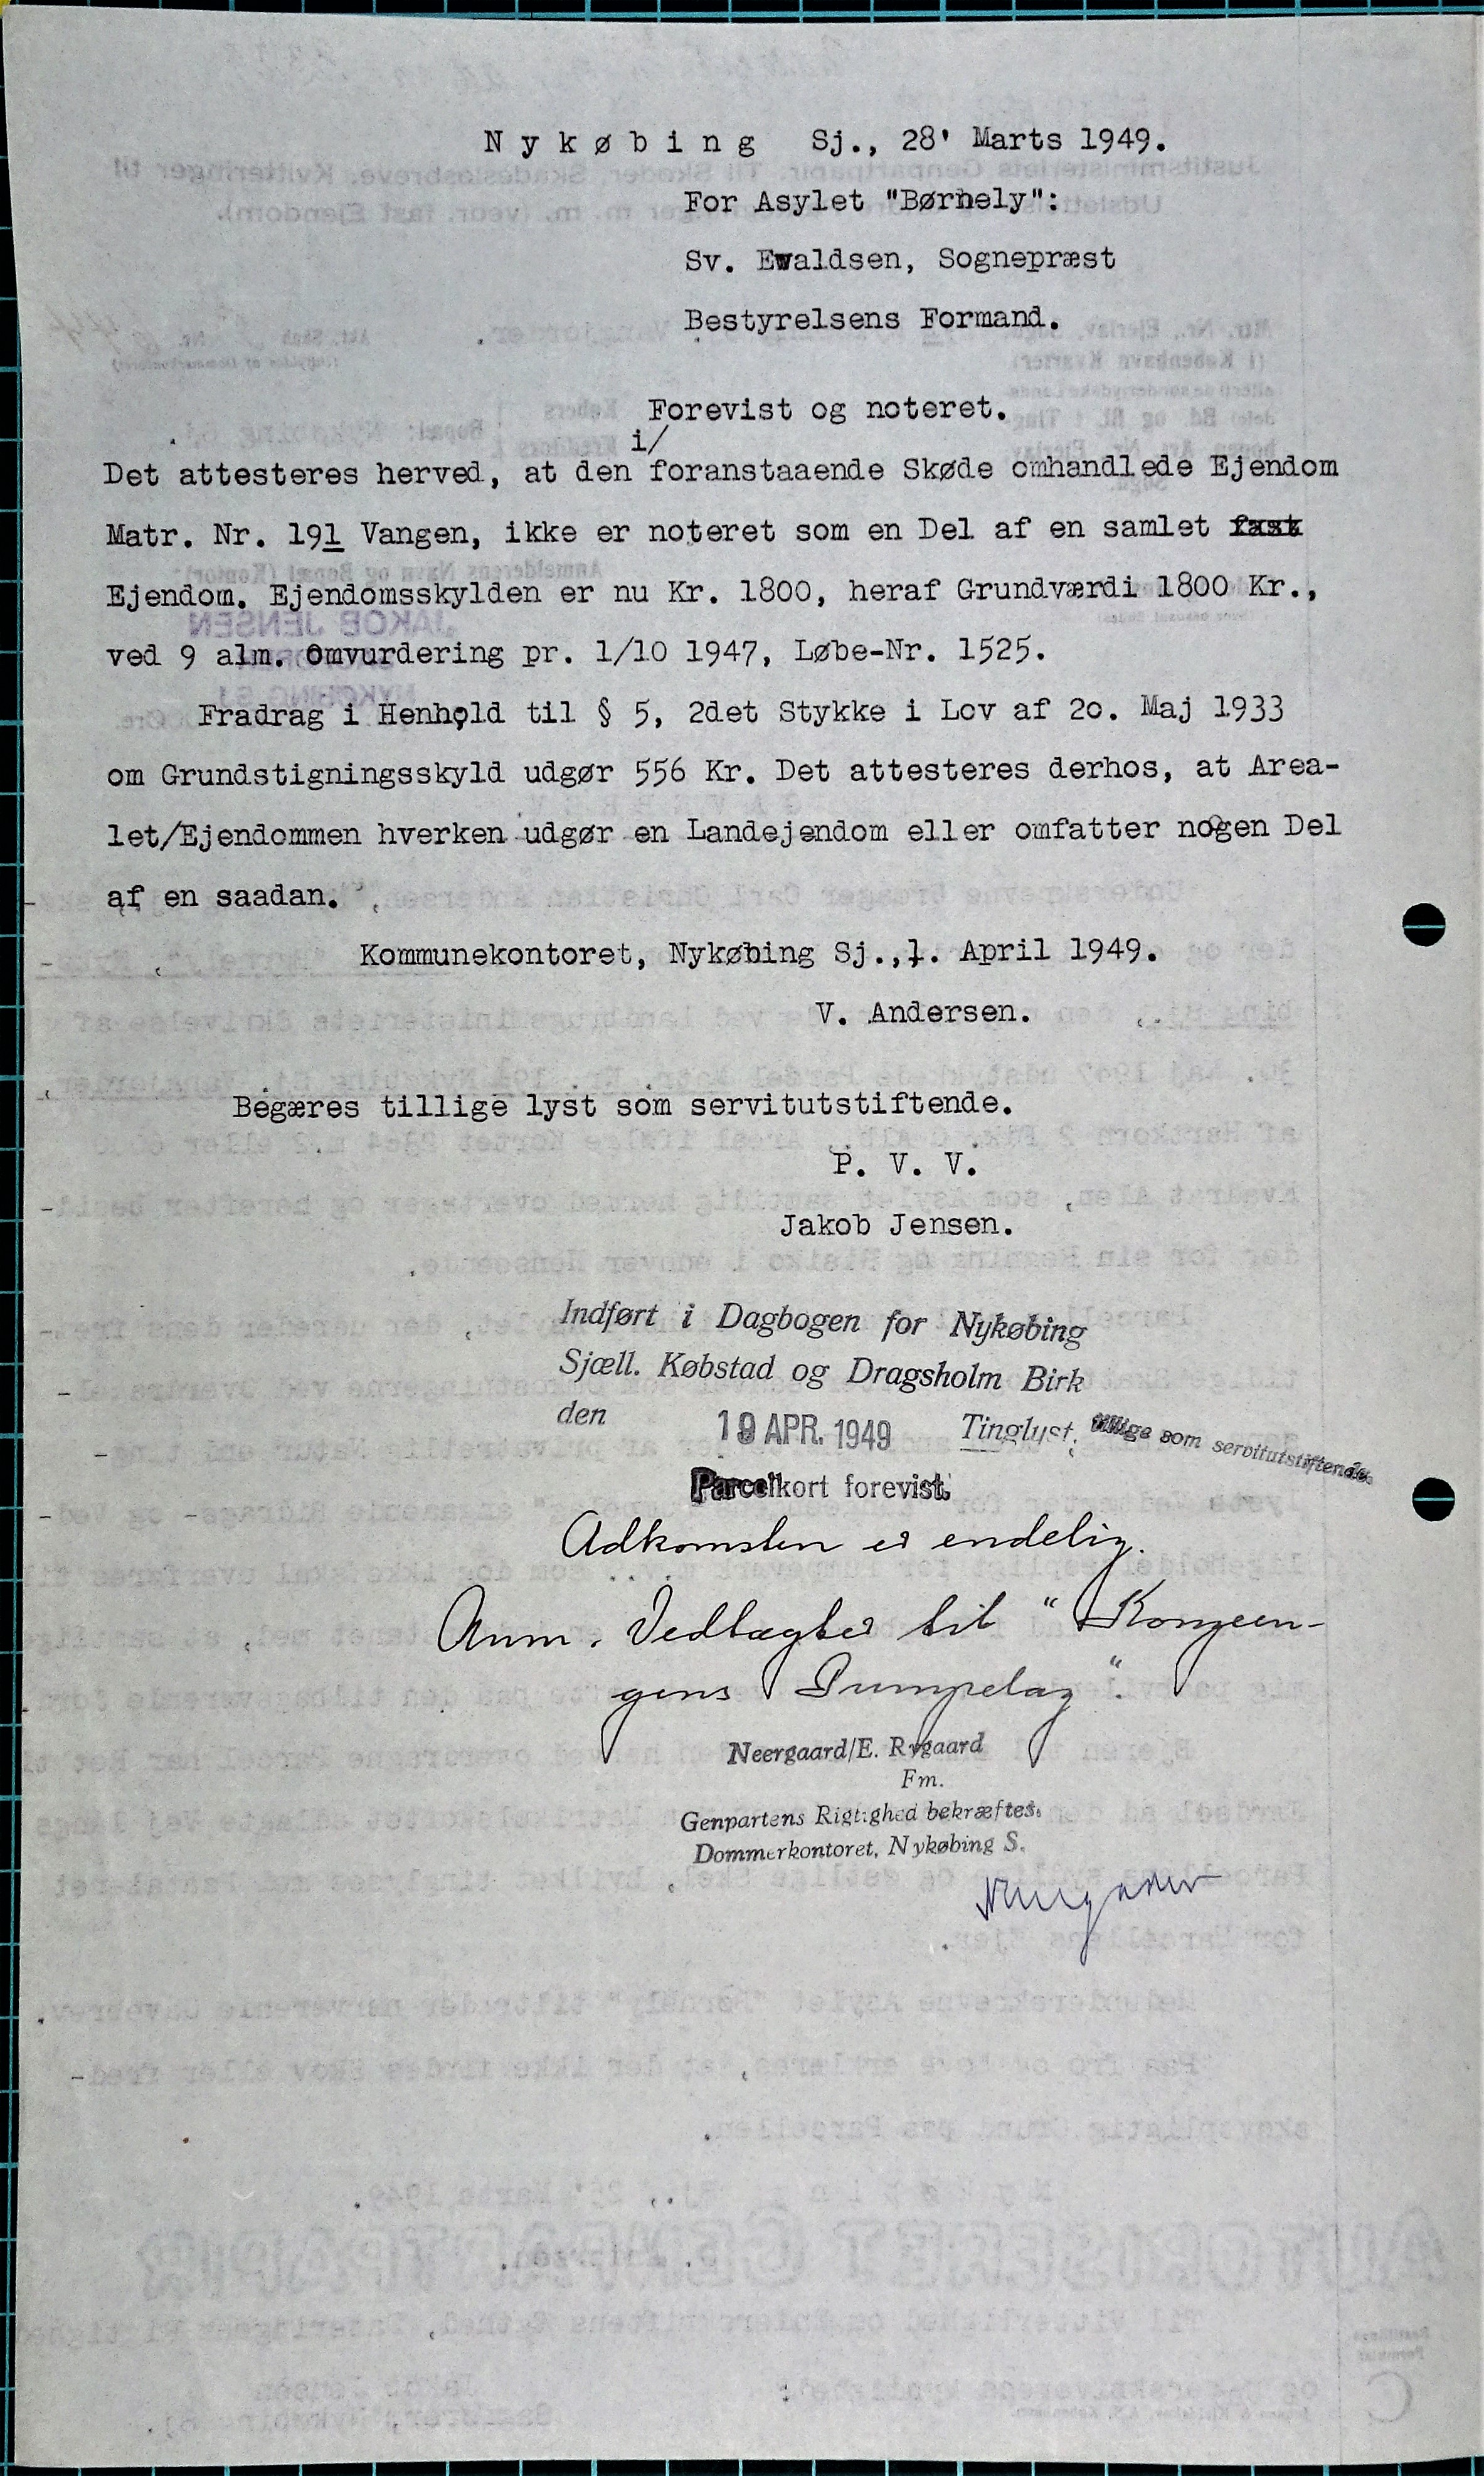 Nykøbing Sj., 28' Marts 1949.
For Asylet "Børnely":
Sv. Ewaldsen, Sognepræst
Bestyrelsens Formand.
Forevist og noteret.
i/
Det attesteres herved, at den foranstaaende Skøde omhandlede Ejendom
Matr. Nr. 19l Vangen, ikke er noteret som en Del af en samlet fast
Ejendom. Ejendomsskylden er nu Kr. 1800, heraf Grundværdi 1800 Kr.,
ved 9 alm. Omvurdering pr. 1/10 1947, Løbe-Nr. 1525.
Fradrag i Henhold til § 5, 2det Stykke i Lov af 20. Maj 1933
om Grundstigningsskyld udgør 556 Kr. Det attesteres derhos, at Area-
let/Ejendommen hverken udgør en Landejendom eller omfatter nogen Del
af en saadan.
Kommunekontoret, Nykøbing Sj.,1. April 1949.
V. Andersen.
Begæres tillige lyst som servitutstiftende.
P. V. V.
Jakob Jensen.
Indført i Dagbogen for Nykøbing
Sjæll. Købstad og Dragsholm Birk
den 19 APR. 1949 Tinglyst, tillige som servitutstiftende.
Parcelkort forevist.
Adkomsten er endelig.
Anm. Vedtægter til "Kongeen-
gens Pumpelag".
Neergaard/E. Rygaard
Fm.
Genpartens Rigtighed bekræftes.
Dommerkontoret, Nykøbing S.